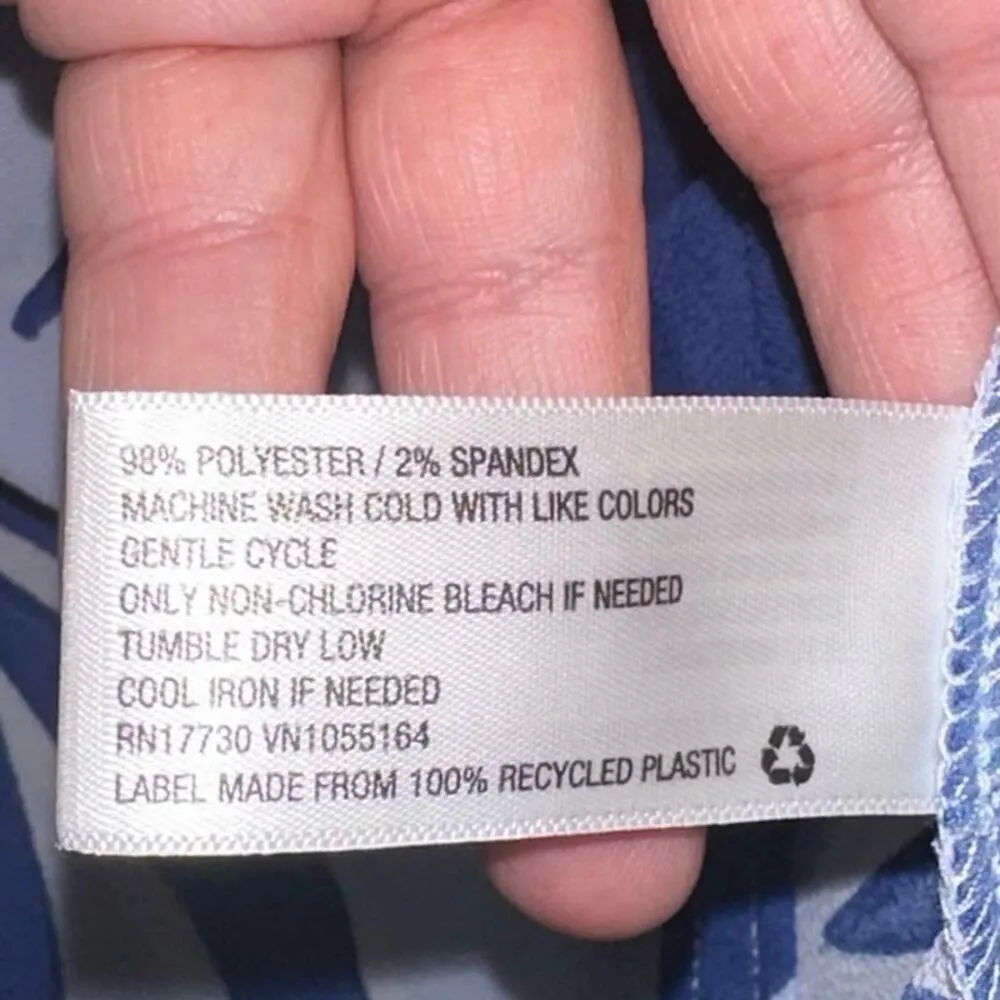 98% POLYESTER / 2% SPANDEX
MACHINE WASH COLD WITH LIKE COLORS
GENTLE CYCLE
ONLY NON-CHLORINE BLEACH IF NEEDED
TUMBLE DRY LOW
COOL IRON IF NEEDED
RN17730 VN1055164
LABEL MADE FROM 100% RECYCLED PLASTIC